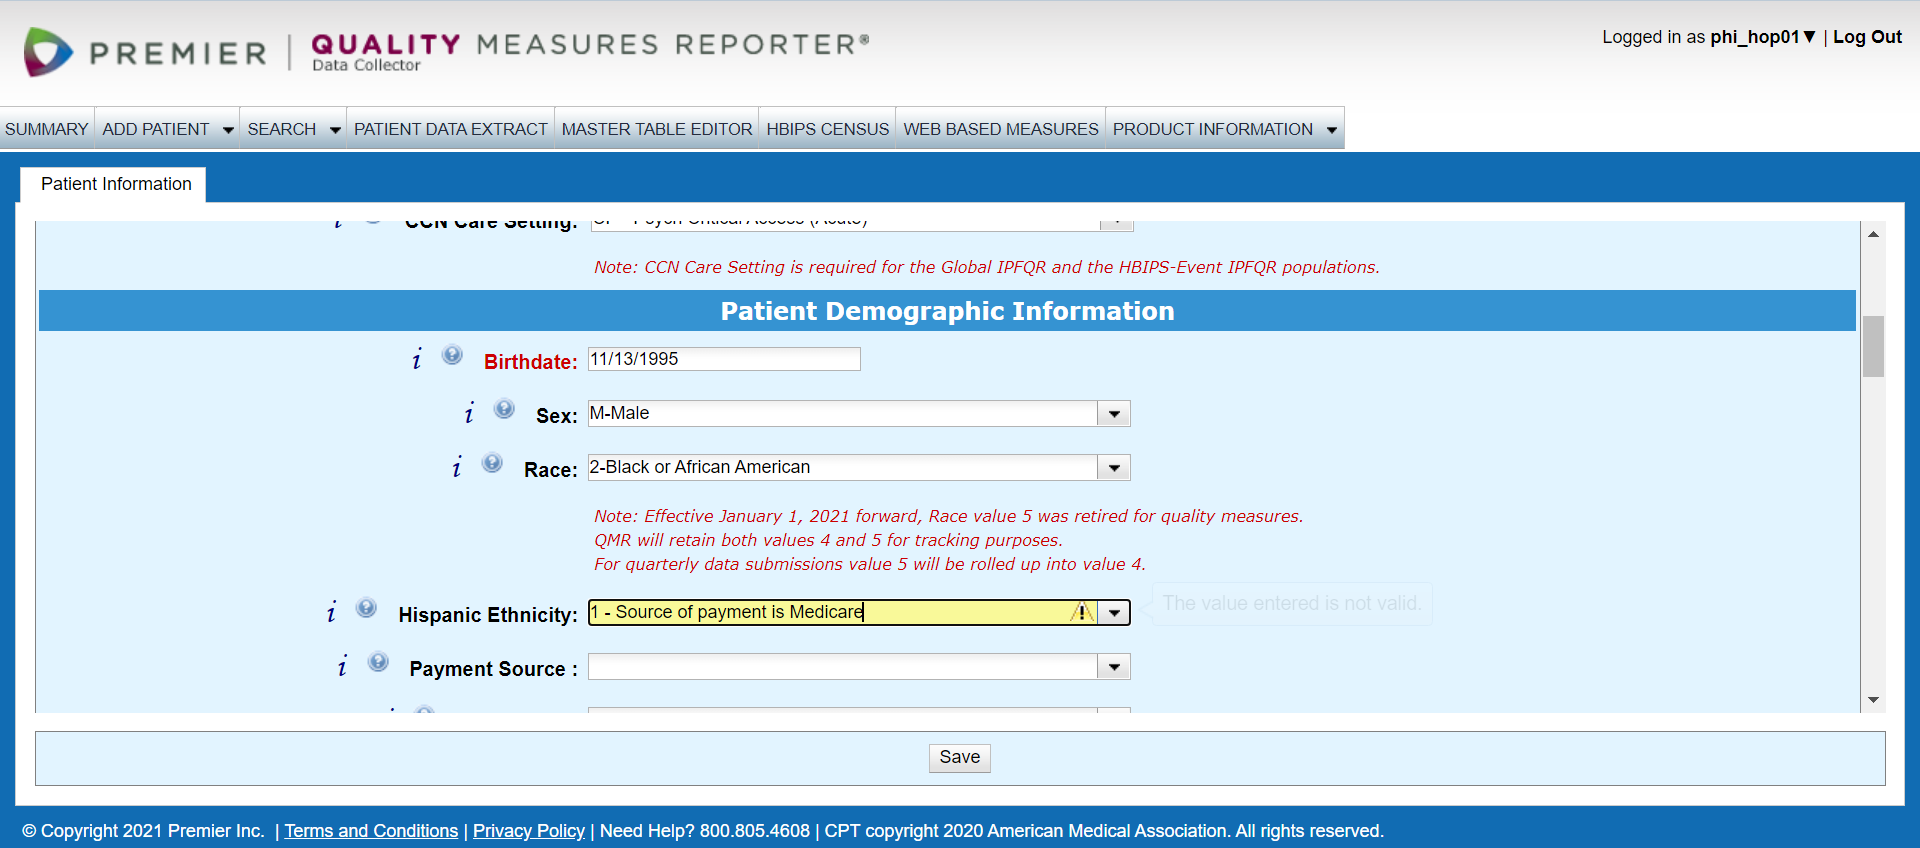 PREMIER | QUALITY MEASURES REPORTER®
Data Collector
Logged in as phi_hop01▼ | Log Out
SUMMARY ADD PATIENT SEARCH PATIENT DATA EXTRACT MASTER TABLE EDITOR HBIPS CENSUS WEB BASED MEASURES PRODUCT INFORMATION
Patient Information
i ? CCN Care Setting: Psych Critical Access (Acute)
Note: CCN Care Setting is required for the Global IPFQR and the HBIPS-Event IPFQR populations.
Patient Demographic Information
i ? Birthdate: 11/13/1995
i ? Sex: M-Male
i ? Race: 2-Black or African American
Note: Effective January 1, 2021 forward, Race value 5 was retired for quality measures.
QMR will retain both values 4 and 5 for tracking purposes.
For quarterly data submissions value 5 will be rolled up into value 4.
i ? Hispanic Ethnicity: 1 - Source of payment is Medicare The value entered is not valid.
i ? Payment Source :
Save
© Copyright 2021 Premier Inc. | Terms and Conditions | Privacy Policy | Need Help? 800.805.4608 | CPT copyright 2020 American Medical Association. All rights reserved.